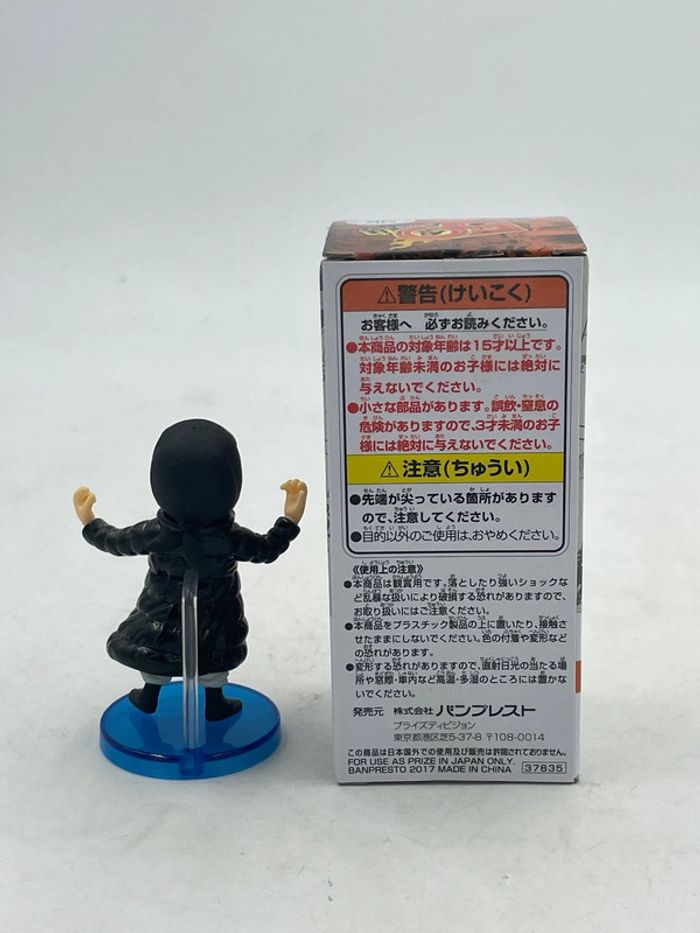 ⚠警告(けいこく)
お客様へ 必ずお読みください。
●本商品の対象年齢は15才以上です。
対象年齢未満のお子様には絶対に
与えないでください。
●小さな部品があります。誤飲・窒息の
危険がありますので、3才未満のお子
様には絶対に与えないでください。
⚠注意(ちゅうい)
●先端が尖っている箇所があります
ので、注意してください。
●目的以外のご使用は、おやめください。
《使用上の注意》
●本商品は観賞用です。落としたり強いショックな
ど乱暴な扱いにより破損する恐れがありますので、
お取り扱いにはご注意ください。
●本商品をプラスチック製品の上に置いたり、接触さ
せたままにしないでください。色の付着や変形など
の恐れがあります。
●変形する恐れがありますので、直射日光の当たる場
所や窓際・車内など高温・多湿のところには置かな
いでください。
発売元 株式会社 バンプレスト
プライズディビジョン
東京都港区芝5-37-8 〒108-0014
この商品は日本国外での使用及び販売は許諾されておりません。
FOR USE AS PRIZE IN JAPAN ONLY.
BANPRESTO 2017 MADE IN CHINA 37835